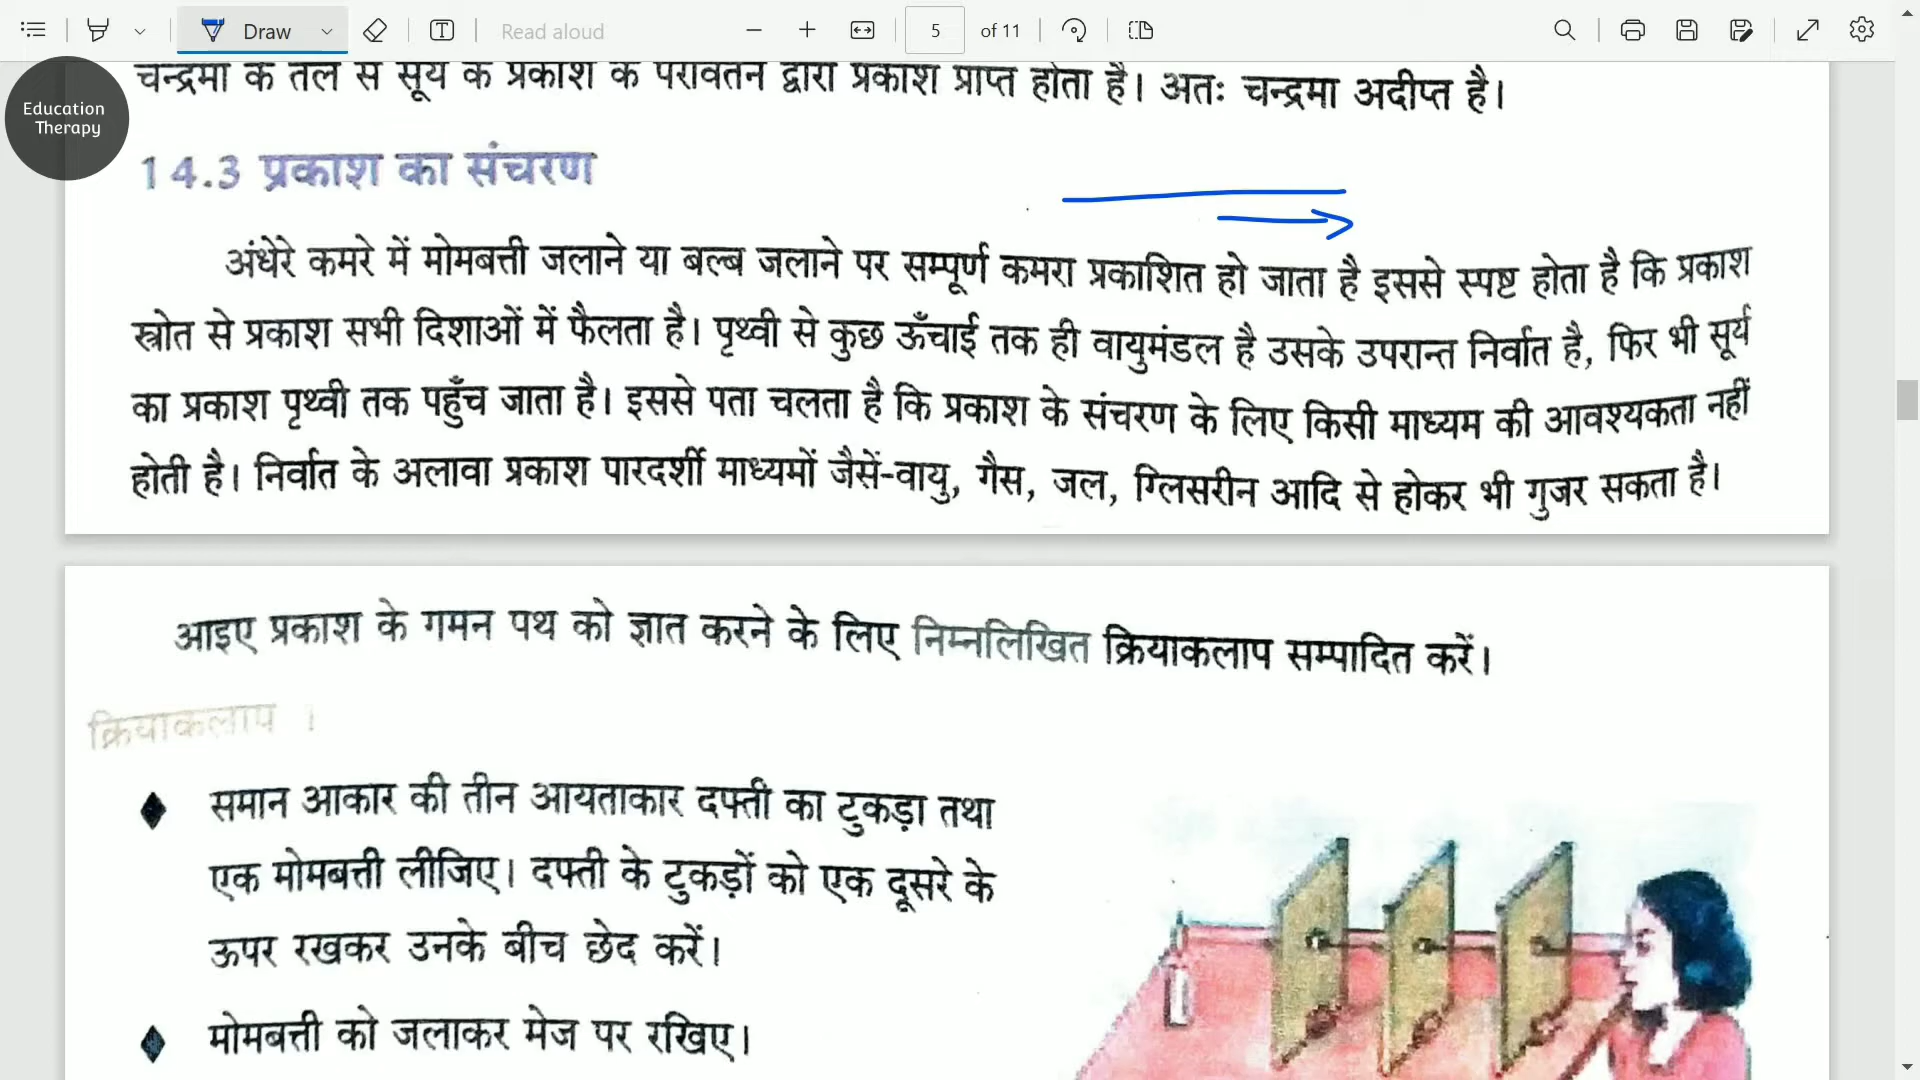 Draw
Read aloud
5 of 11
Education
Therapy
चन्द्रमा के तल से सूर्य के प्रकाश के परावर्तन द्वारा प्रकाश प्राप्त होता है। अतः चन्द्रमा अदीप्त है।
14.3 प्रकाश का संचरण
अंधेरे कमरे में मोमबत्ती जलाने या बल्ब जलाने पर सम्पूर्ण कमरा प्रकाशित हो जाता है इससे स्पष्ट होता है कि प्रकाश
स्त्रोत से प्रकाश सभी दिशाओं में फैलता है। पृथ्वी से कुछ ऊँचाई तक ही वायुमंडल है उसके उपरान्त निर्वात है, फिर भी सूर्य
का प्रकाश पृथ्वी तक पहुँच जाता है। इससे पता चलता है कि प्रकाश के संचरण के लिए किसी माध्यम की आवश्यकता नहीं
होती है। निर्वात के अलावा प्रकाश पारदर्शी माध्यमों जैसें-वायु, गैस, जल, ग्लिसरीन आदि से होकर भी गुजर सकता है।
आइए प्रकाश के गमन पथ को ज्ञात करने के लिए निम्नलिखित क्रियाकलाप सम्पादित करें।
क्रियाकलाप ।
समान आकार की तीन आयताकार दफ्ती का टुकड़ा तथा
एक मोमबत्ती लीजिए। दफ्ती के टुकड़ों को एक दूसरे के
ऊपर रखकर उनके बीच छेद करें।
मोमबत्ती को जलाकर मेज पर रखिए।